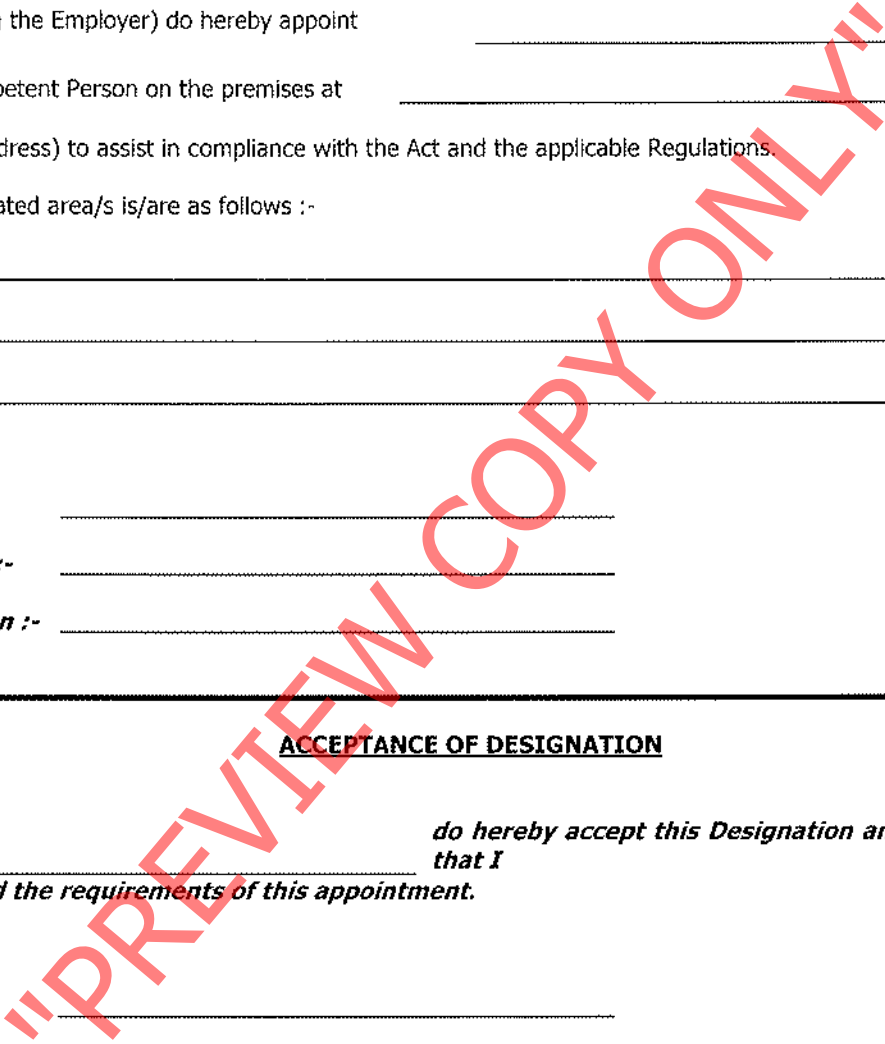 the Employer) do hereby appoint
petent Person on the premises at
dress) to assist in compliance with the Act and the applicable Regulations.
ated area/s is/are as follows :-
:-
n :-
ACCEPTANCE OF DESIGNATION
do hereby accept this Designation an
that I
d the requirements of this appointment.
"PREVIEW COPY ONLY"